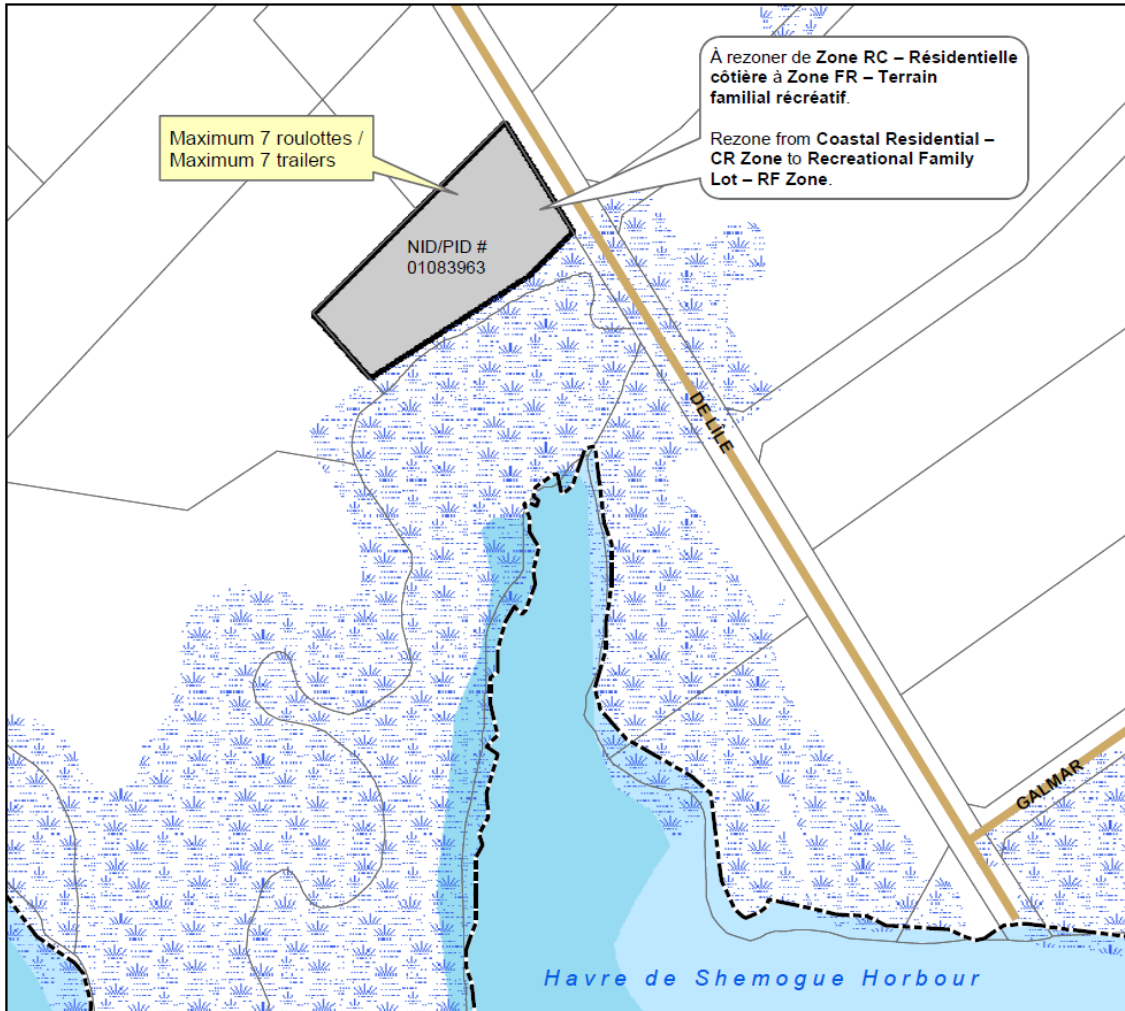 À rezoner de Zone RC – Résidentielle
côtière à Zone FR – Terrain
familial récréatif.
Rezone from Coastal Residential –
CR Zone to Recreational Family
Lot – RF Zone.
Maximum 7 roulottes /
Maximum 7 trailers
NID/PID #
01083963
DE L'ÎLE
GALMAR
Havre de Shemogue Horbour